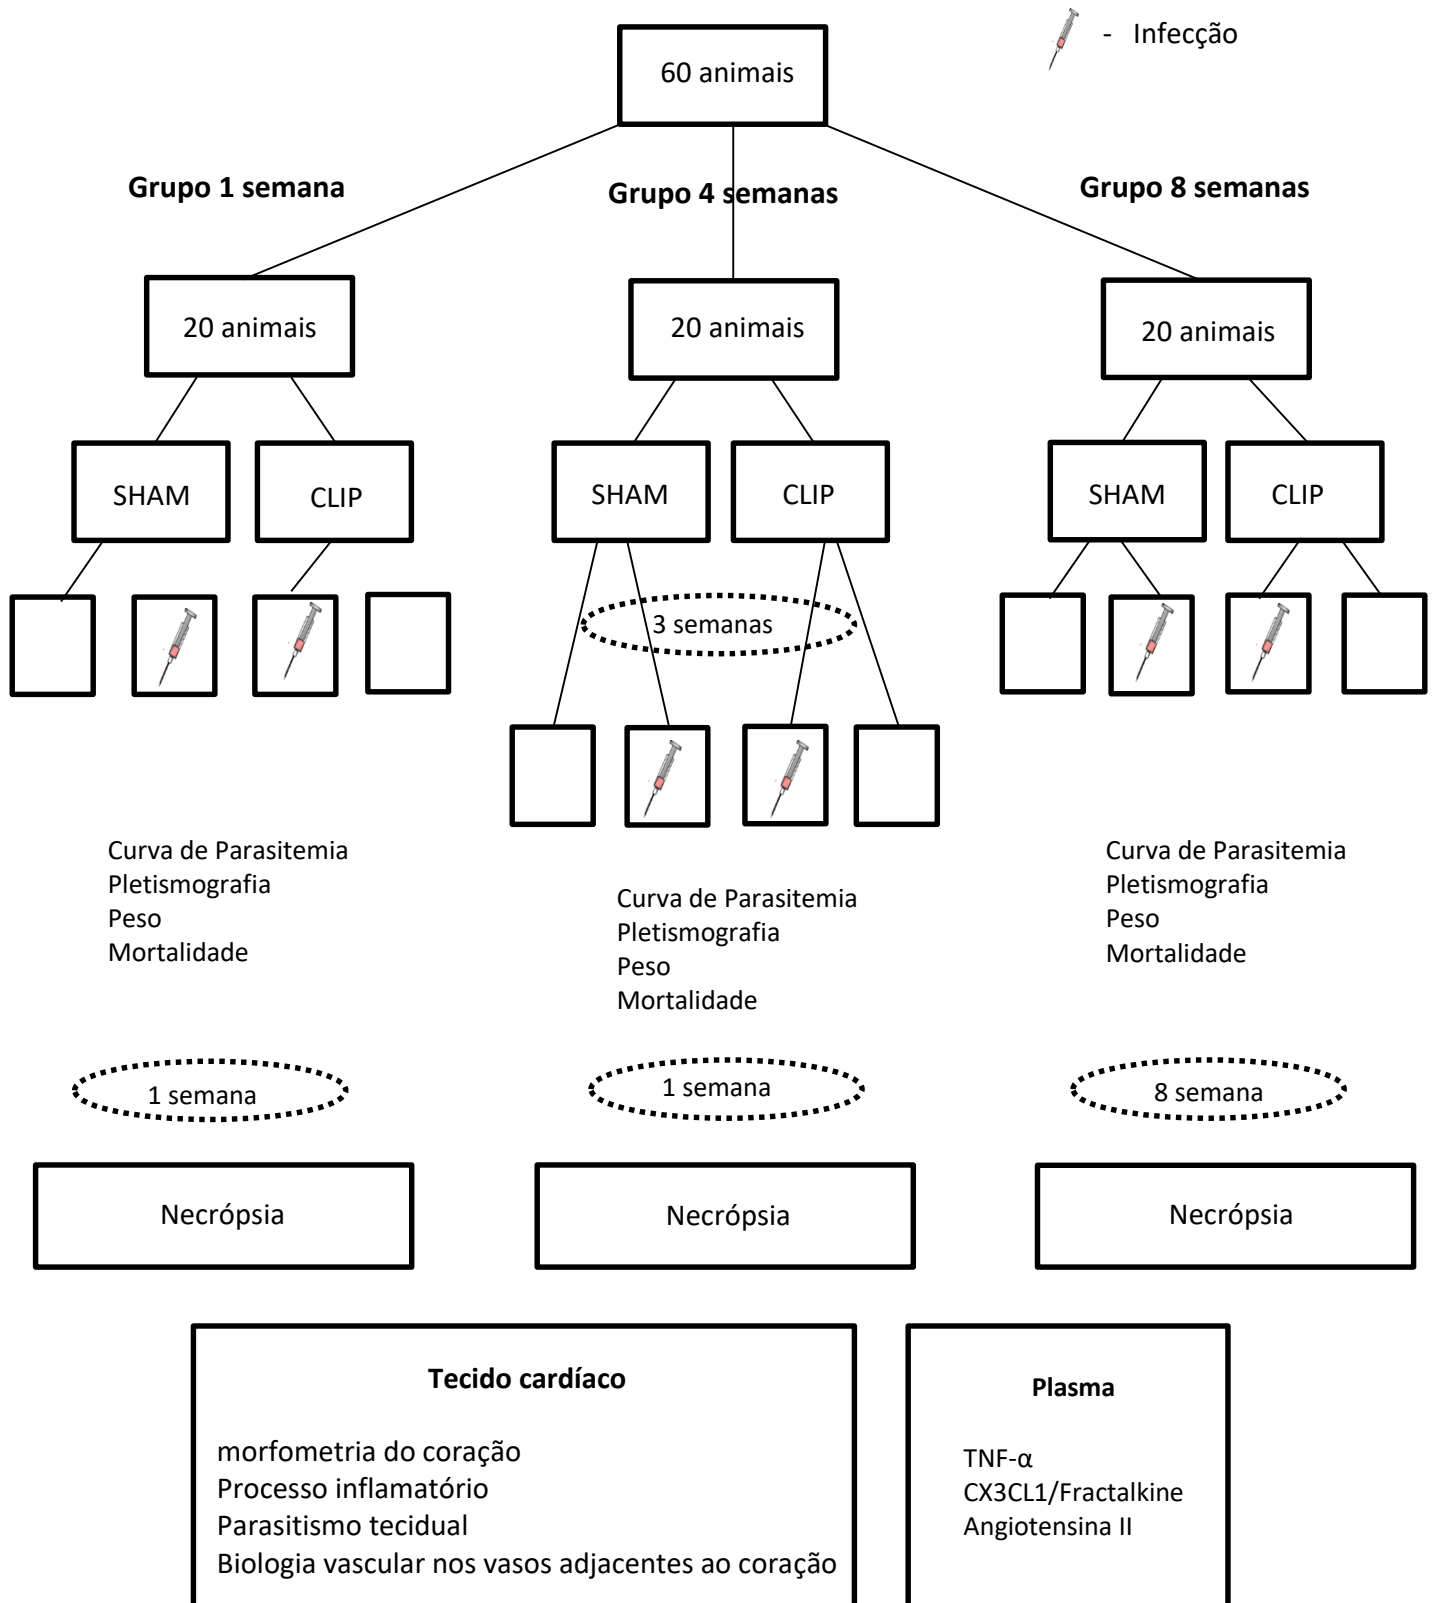 - Infecção
60 animais
Grupo 1 semana
Grupo 4 semanas
Grupo 8 semanas
20 animais
20 animais
20 animais
SHAM
CLIP
SHAM
CLIP
SHAM
CLIP
3 semanas
Curva de Parasitemia
Pletismografia
Peso
Mortalidade
Curva de Parasitemia
Pletismografia
Peso
Mortalidade
Curva de Parasitemia
Pletismografia
Peso
Mortalidade
1 semana
1 semana
8 semana
Necrópsia
Necrópsia
Necrópsia
Tecido cardíaco
morfometria do coração
Processo inflamatório
Parasitismo tecidual
Biologia vascular nos vasos adjacentes ao coração
Plasma
TNF-α
CX3CL1/Fractalkine
Angiotensina II